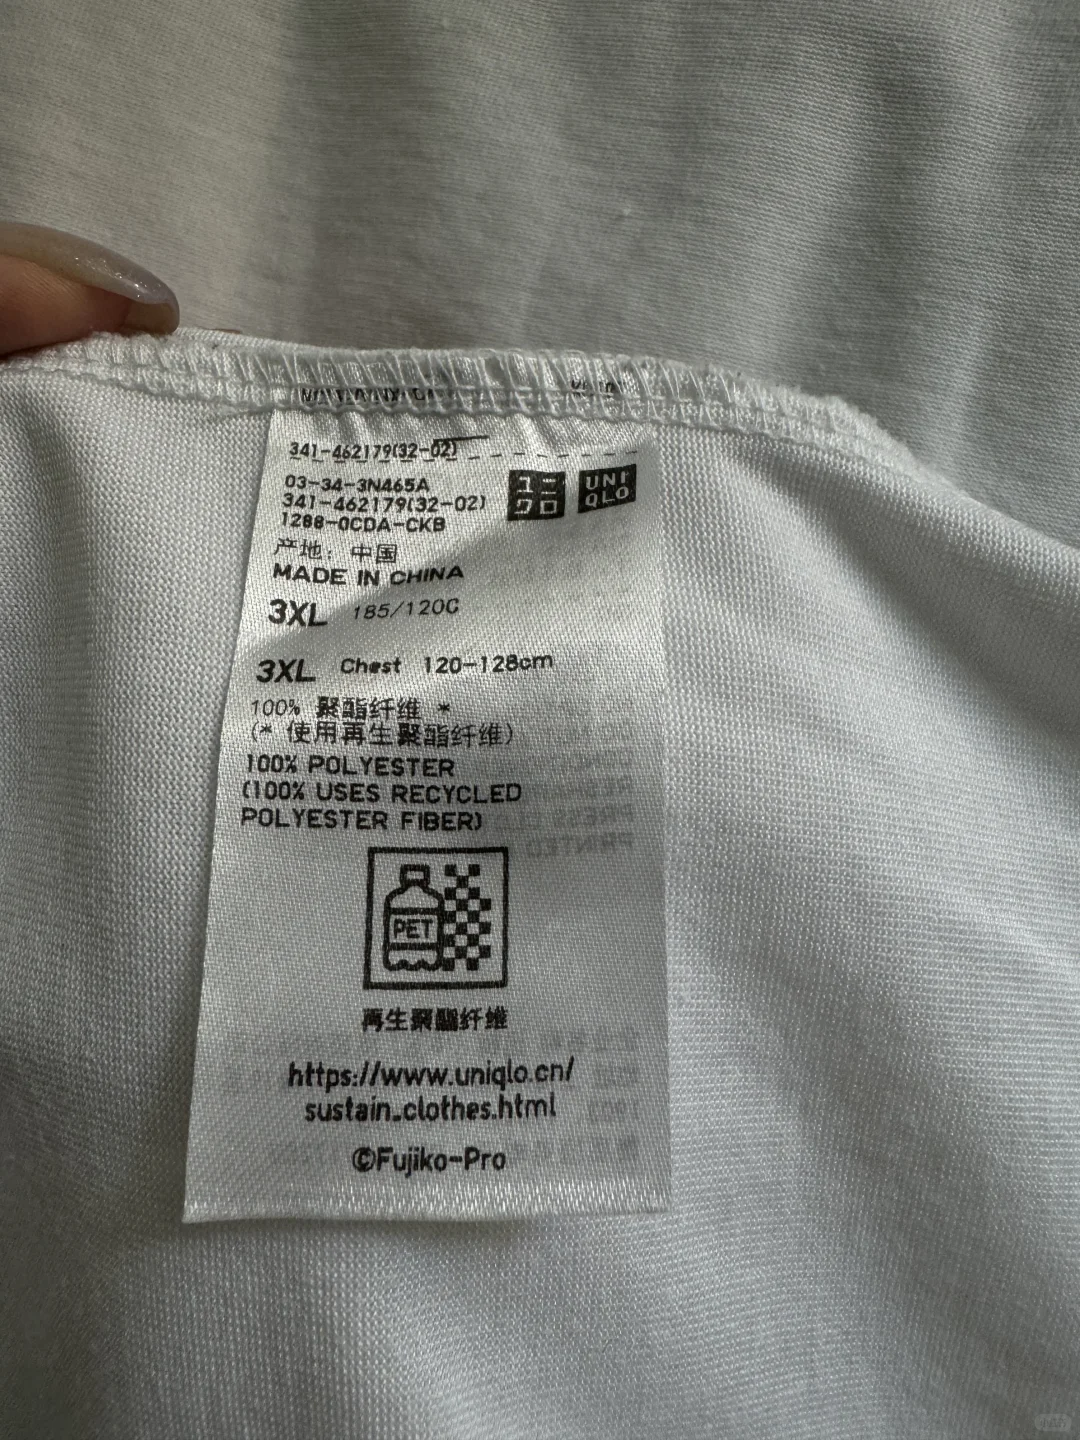 341-462179(32-02)
03-34-3N465A
341-462179(32-02)
1288-0CDA-CKB
ユニ
クロ
UNI
QLO
产地：中国
MADE IN CHINA
3XL 185/120C
3XL Chest 120-128cm
100% 聚酯纤维 *
(* 使用再生聚酯纤维)
100% POLYESTER
(100% USES RECYCLED
POLYESTER FIBER)
PET
再生聚酯纤维
https://www.uniqlo.cn/
sustain_clothes.html
©Fujiko-Pro